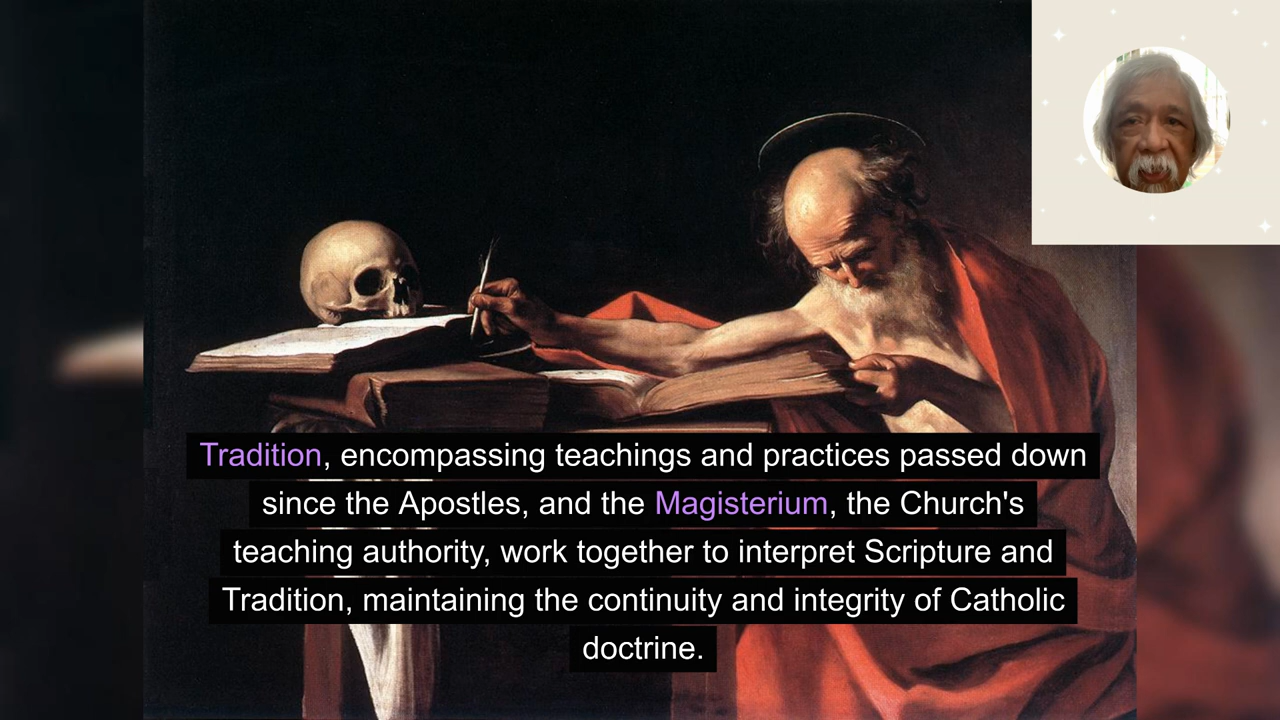 Tradition, encompassing teachings and practices passed down
since the Apostles, and the Magisterium, the Church's
teaching authority, work together to interpret Scripture and
Tradition, maintaining the continuity and integrity of Catholic
doctrine.